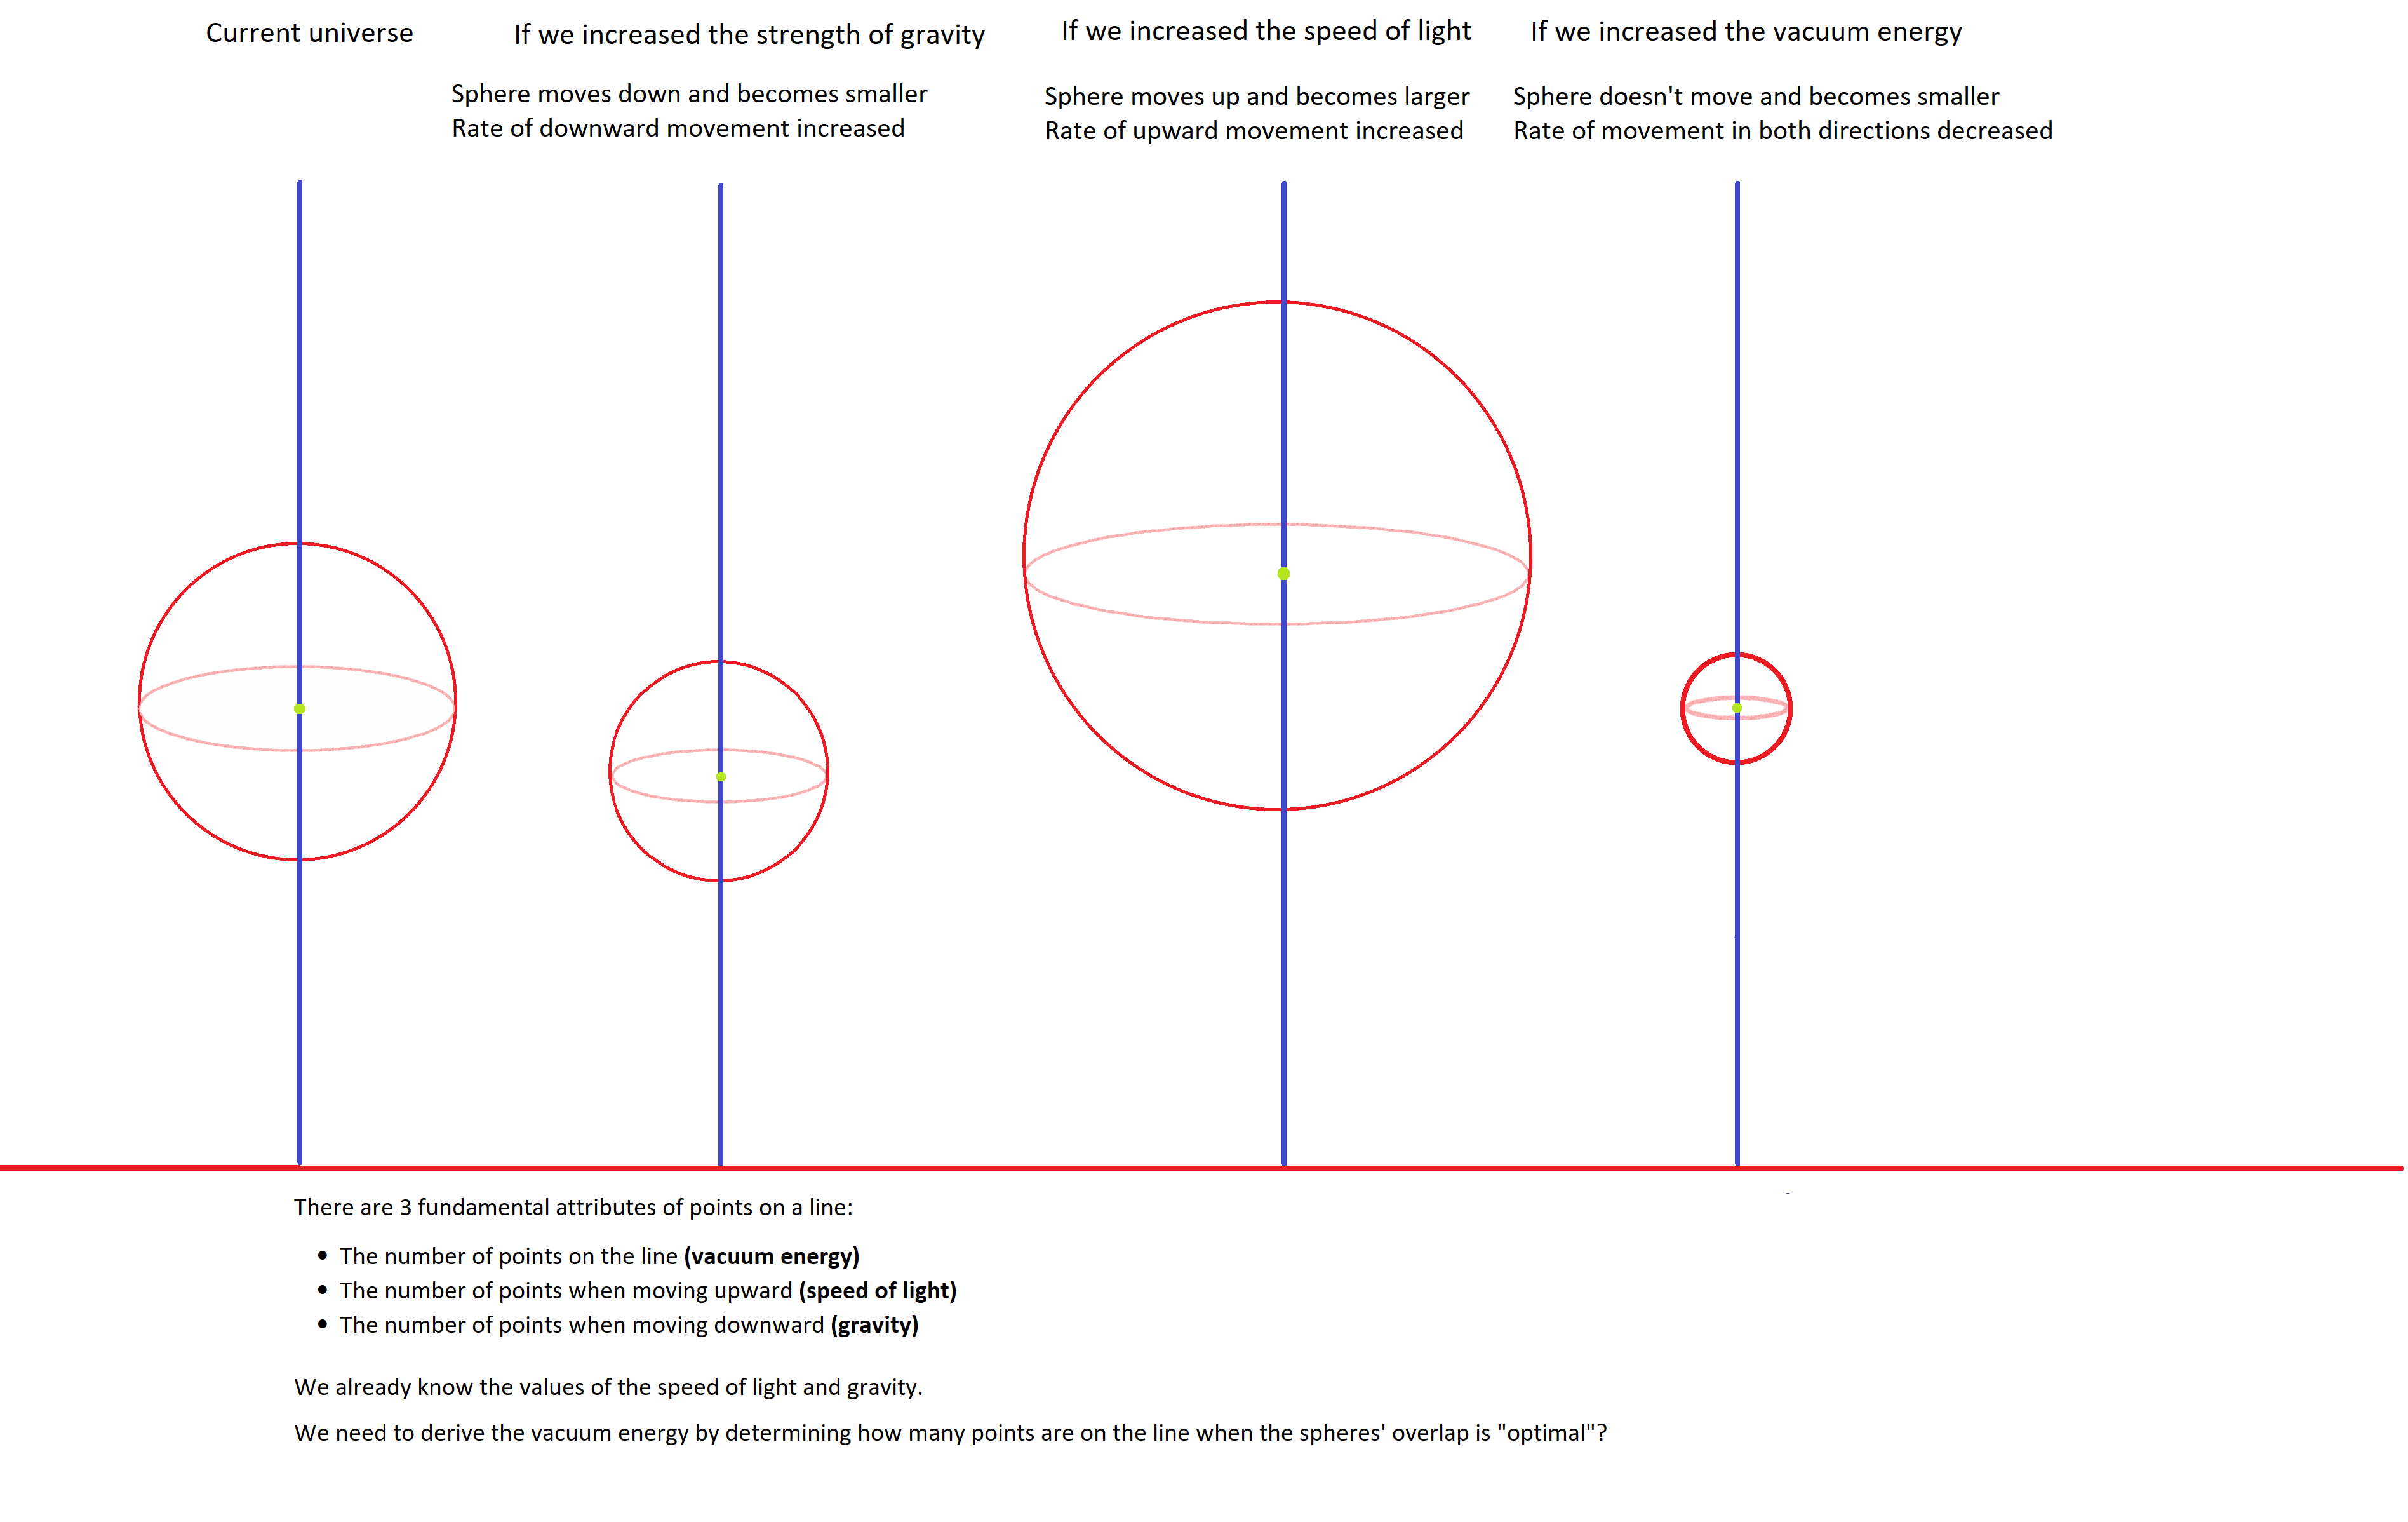 Current universe
If we increased the strength of gravity
Sphere moves down and becomes smaller
Rate of downward movement increased
If we increased the speed of light
Sphere moves up and becomes larger
Rate of upward movement increased
If we increased the vacuum energy
Sphere doesn't move and becomes smaller
Rate of movement in both directions decreased
There are 3 fundamental attributes of points on a line:
• The number of points on the line (vacuum energy)
• The number of points when moving upward (speed of light)
• The number of points when moving downward (gravity)
We already know the values of the speed of light and gravity.
We need to derive the vacuum energy by determining how many points are on the line when the spheres' overlap is "optimal"?